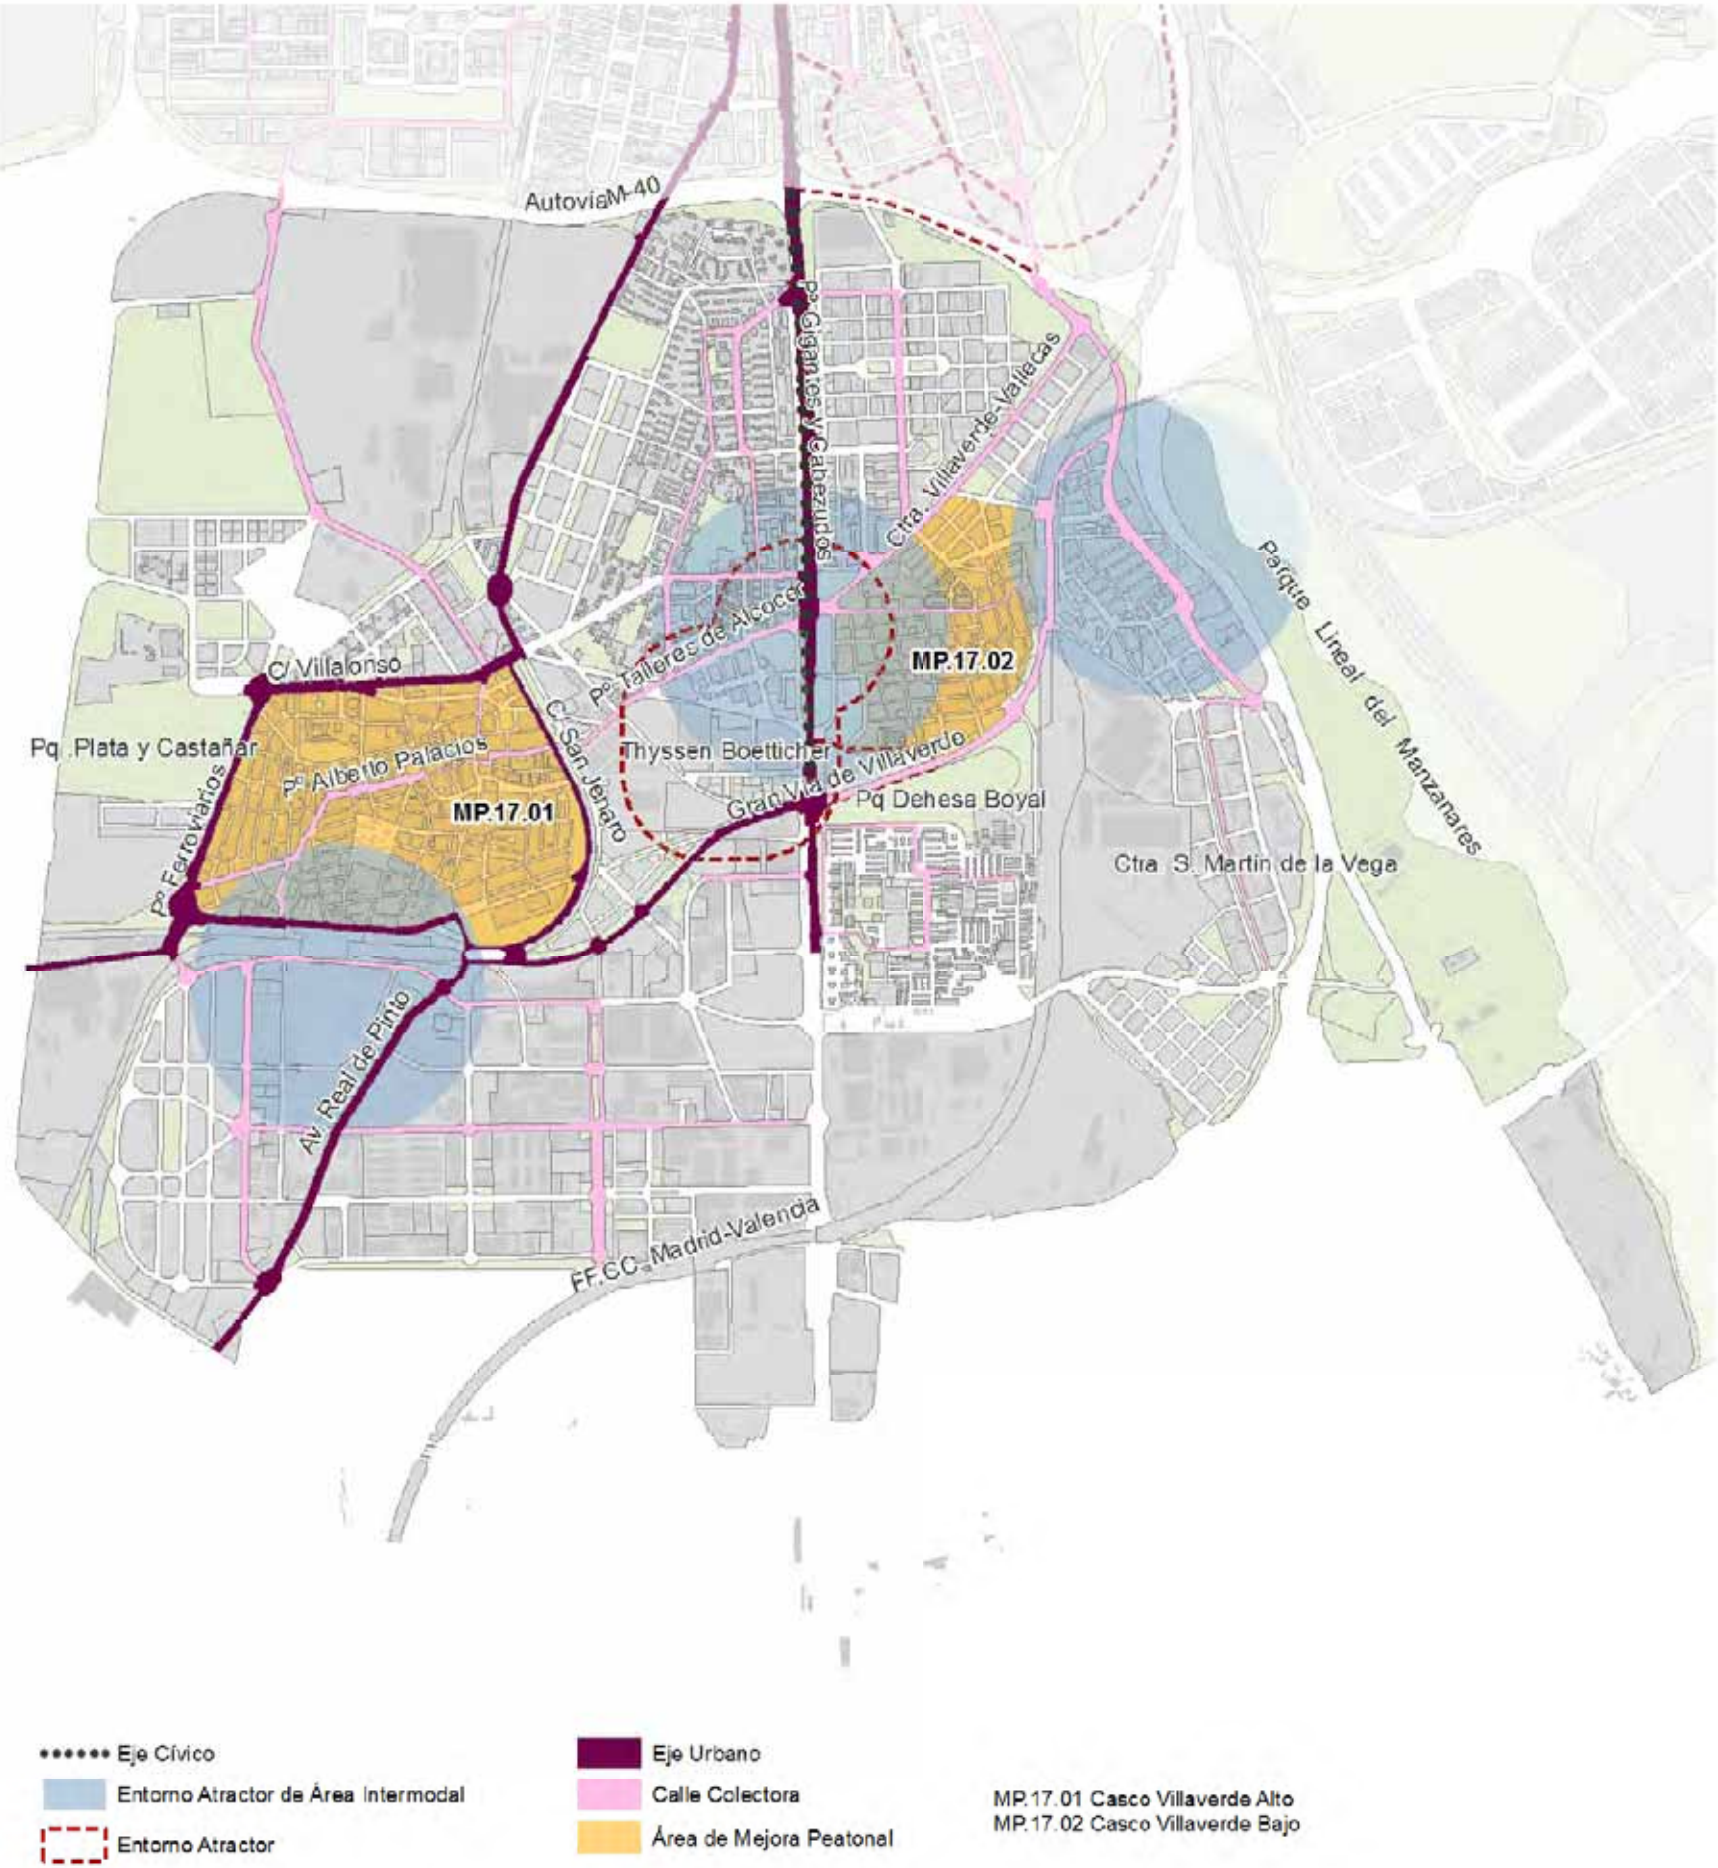 AutovíaM-40
Pº Gigantes y Cabezudos
Ctra. Villaverde-Vallecas
Parque Lineal del Manzanares
Pº Talleres de Alcocer
C/ Villalonso
MP.17.02
C/ San Jenaro
Pq .Plata y Castañar
Pº Alberto Palacios
Thyssen Boetticher
Gran Vía de Villaverde
MP.17.01
Pq Dehesa Boyal
Pº Ferroviarios
Ctra S. Martín de la Vega
Av. Real de Pinto
FF.CC. Madrid-Valencia
Eje Cívico
Entorno Atractor de Área Intermodal
Entorno Atractor
Eje Urbano
Calle Colectora
Área de Mejora Peatonal
MP.17.01 Casco Villaverde Alto
MP.17.02 Casco Villaverde Bajo